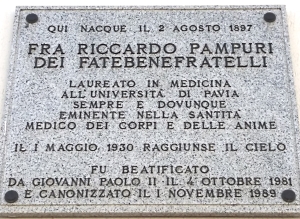 QUI NACQUE IL 2 AGOSTO 1897
FRA RICCARDO PAMPURI
DEI FATEBENEFRATELLI
LAUREATO IN MEDICINA
ALL'UNIVERSITÀ DI PAVIA
SEMPRE E DOVUNQUE
EMINENTE NELLA SANTITÀ
MEDICO DEI CORPI E DELLE ANIME
IL 1 MAGGIO 1930 RAGGIUNSE IL CIELO
FU BEATIFICATO
DA GIOVANNI PAOLO II IL 4 OTTOBRE 1981
E CANONIZZATO IL 1 NOVEMBRE 1989